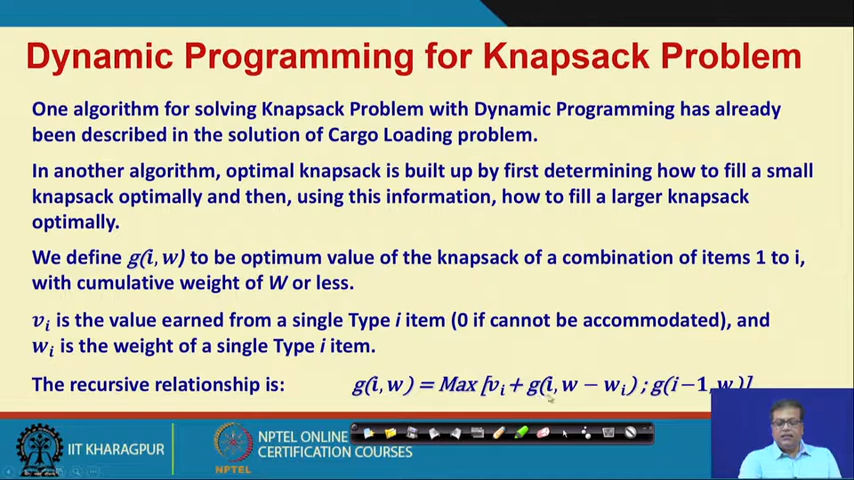 Dynamic Programming for Knapsack Problem
One algorithm for solving Knapsack Problem with Dynamic Programming has already
been described in the solution of Cargo Loading problem.
In another algorithm, optimal knapsack is built up by first determining how to fill a small
knapsack optimally and then, using this information, how to fill a larger knapsack
optimally.
We define g(i, w) to be optimum value of the knapsack of a combination of items 1 to i,
with cumulative weight of W or less.
vᵢ is the value earned from a single Type i item (0 if cannot be accommodated), and
wᵢ is the weight of a single Type i item.
The recursive relationship is: g(i, w) = Max [vᵢ + g(i, w − wᵢ) ; g(i−1, w)]
IIT KHARAGPUR
NPTEL
NPTEL ONLINE
CERTIFICATION COURSES